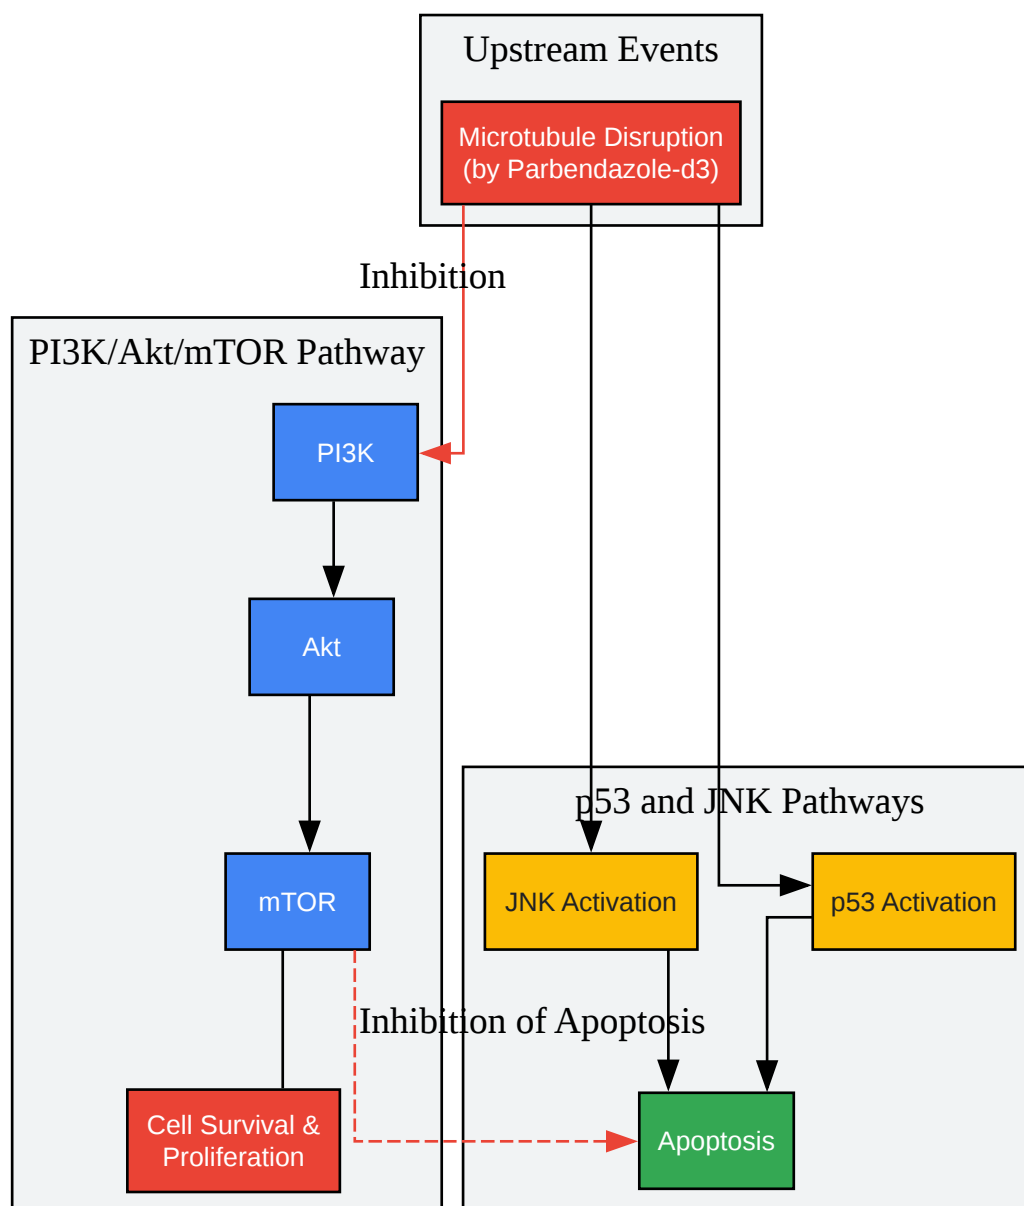 Upstream Events
Microtubule Disruption
(by Parbendazole-d3)
Inhibition
PI3K/Akt/mTOR Pathway
PI3K
Akt
p53 and JNK Pathways
mTOR
JNK Activation
p53 Activation
Inhibition of Apoptosis
Cell Survival &
Proliferation
Apoptosis